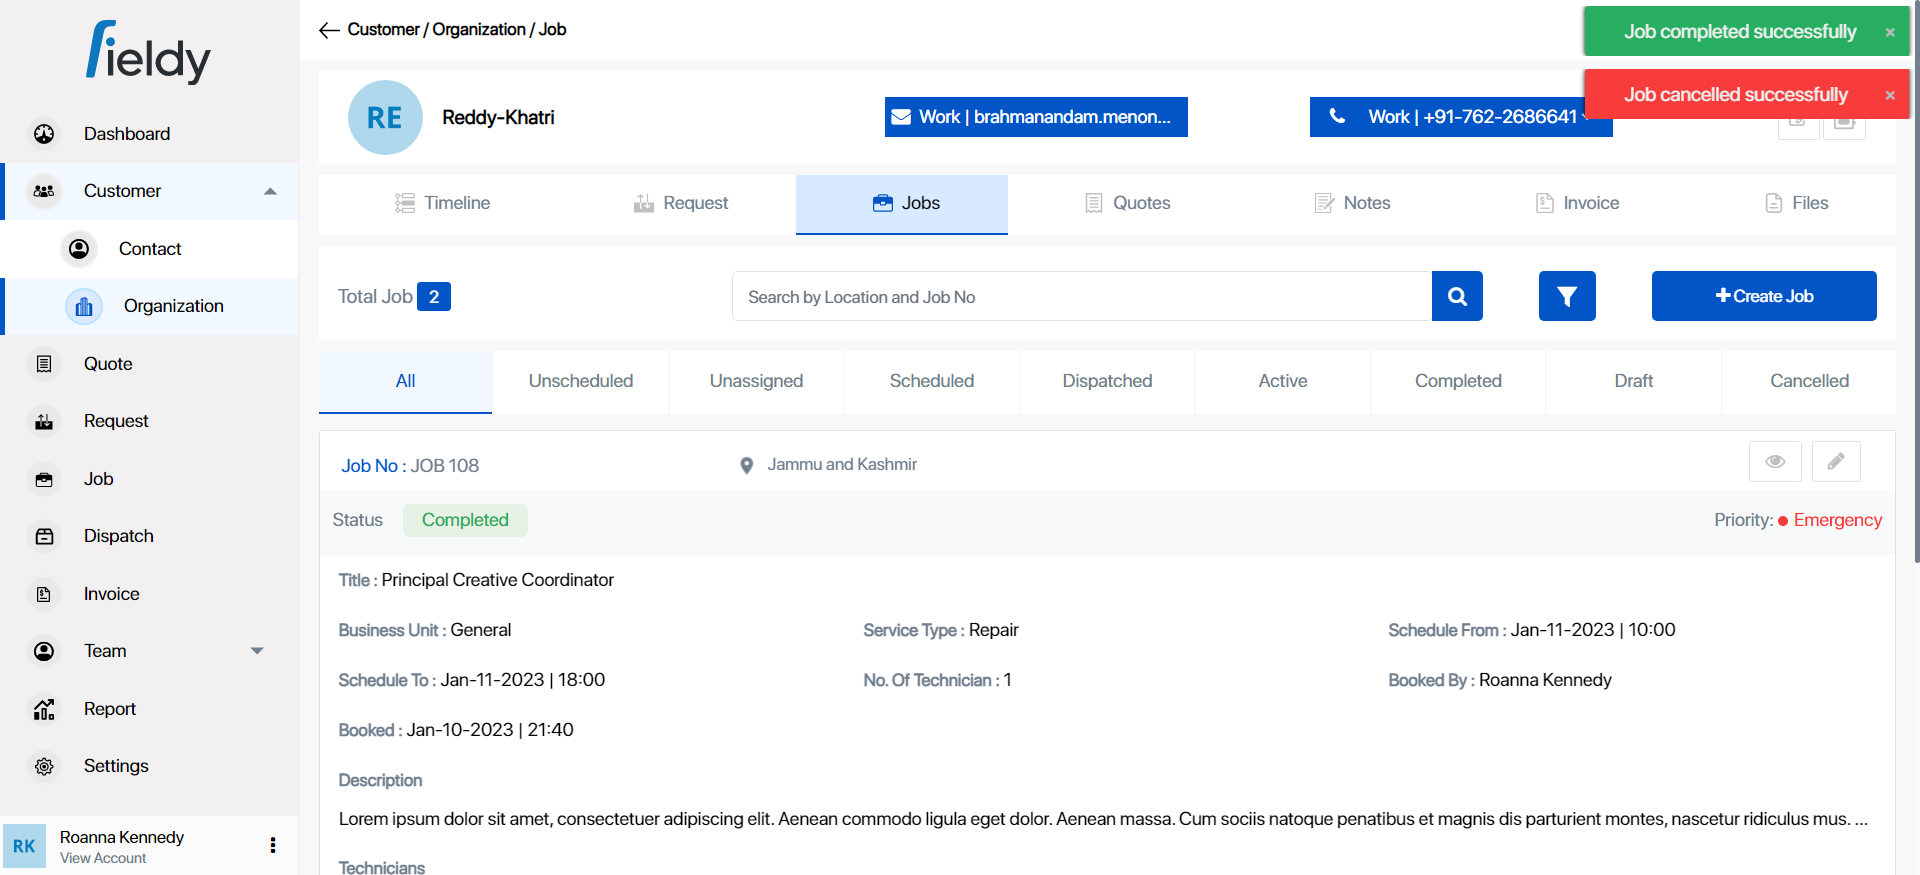 fieldy
Dashboard
Customer
Contact
Organization
Quote
Request
Job
Dispatch
Invoice
Team
Report
Settings
RK
Roanna Kennedy
View Account
Customer / Organization / Job
Job completed successfully ×
Job cancelled successfully ×
RE
Reddy-Khatri
Work | brahmanandam.menon...
Work | +91-762-2686641
Timeline
Request
Jobs
Quotes
Notes
Invoice
Files
Total Job 2
Search by Location and Job No
+Create Job
All
Unscheduled
Unassigned
Scheduled
Dispatched
Active
Completed
Draft
Cancelled
Job No : JOB 108
Jammu and Kashmir
Status Completed
Priority: Emergency
Title : Principal Creative Coordinator
Business Unit : General
Service Type : Repair
Schedule From : Jan-11-2023 | 10:00
Schedule To : Jan-11-2023 | 18:00
No. Of Technician : 1
Booked By : Roanna Kennedy
Booked : Jan-10-2023 | 21:40
Description
Lorem ipsum dolor sit amet, consectetuer adipiscing elit. Aenean commodo ligula eget dolor. Aenean massa. Cum sociis natoque penatibus et magnis dis parturient montes, nascetur ridiculus mus. ...
Technicians